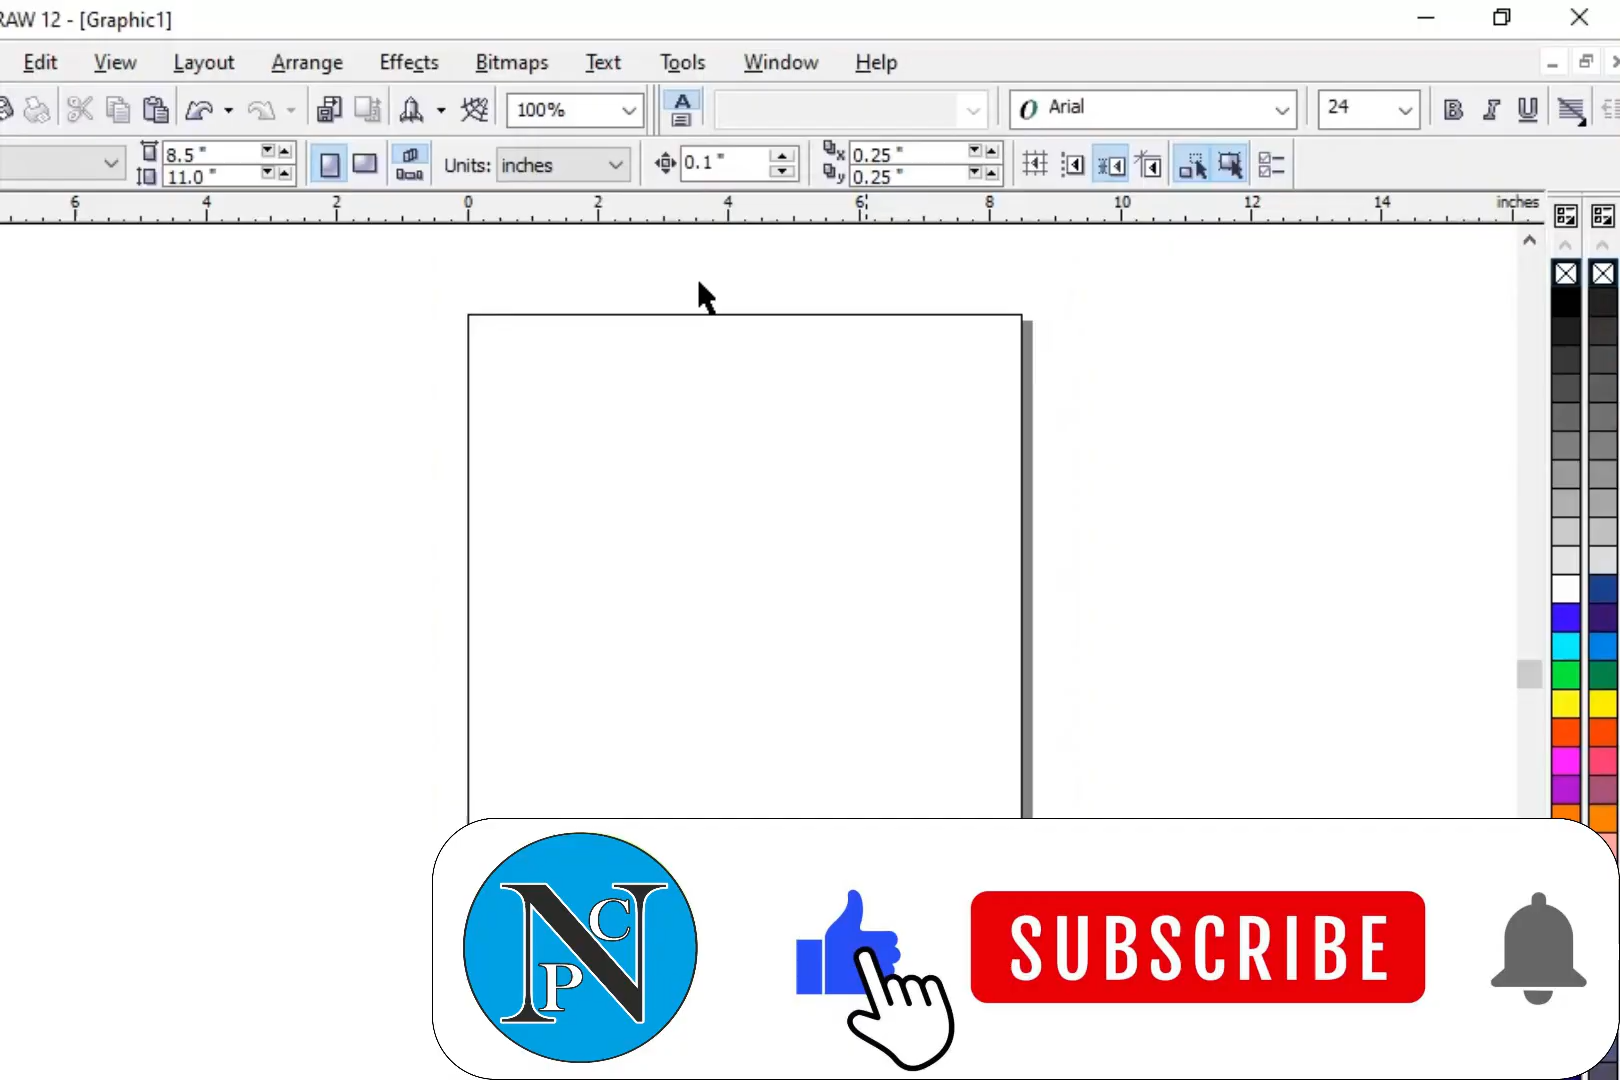 RAW 12 - [Graphic1]
Edit View Layout Arrange Effects Bitmaps Text Tools Window Help
100% A O Arial 24 B I U
8.5 " Units: inches 0.1 " x 0.25 "
11.0 " y 0.25 "
6 4 2 0 2 4 6 8 10 12 14 inches
N C P
SUBSCRIBE